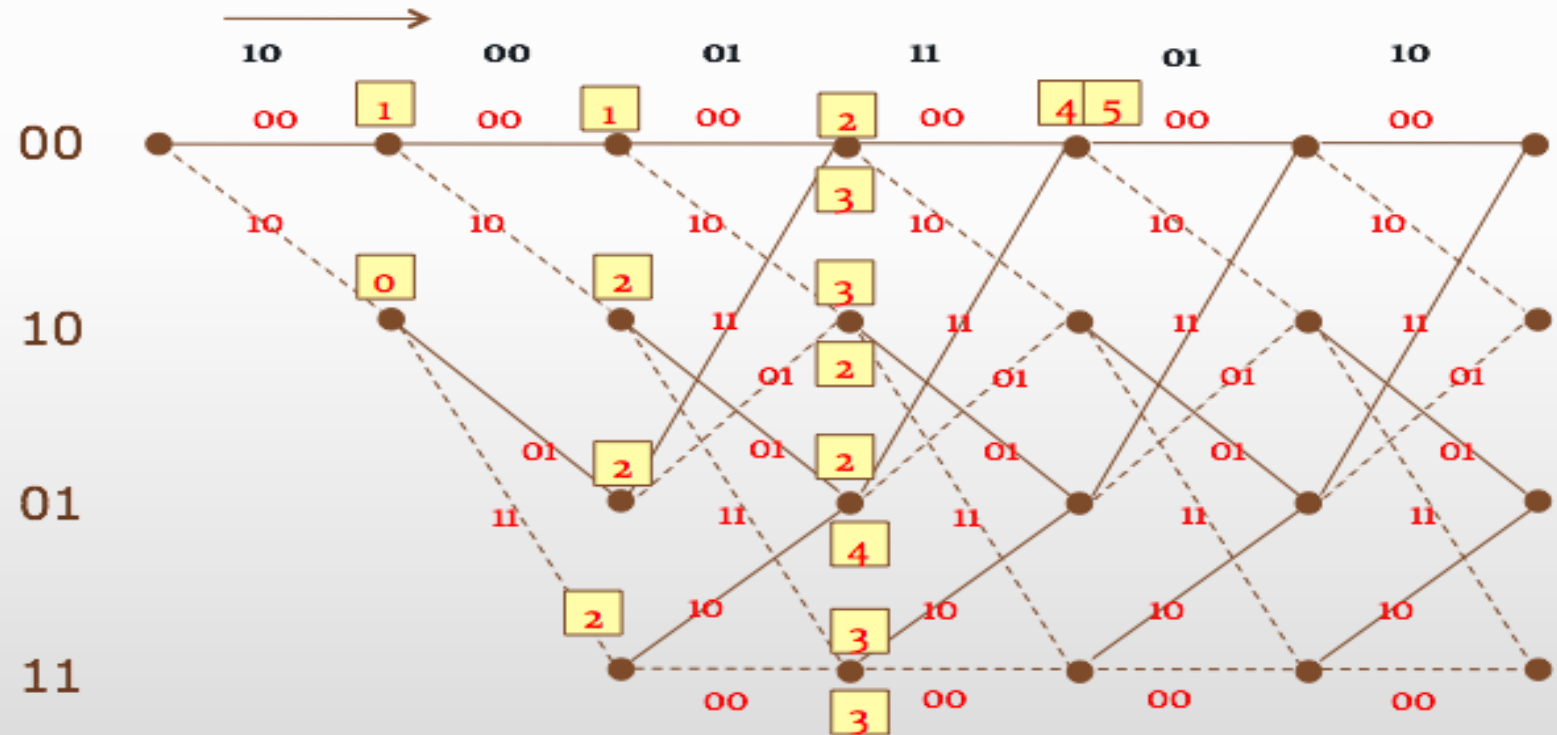 10 00 01 11 01 10
1 1 2 4 5
00 00 00 00 00 00
00
3
10 10 10 10 10 10
0 2 3
10
11 11 11 11
2
01 01 01 01
2 2
01 01 01 01 01
01
11 11 11 11 11
4
2 3
10 10 10 10
11
00 00 00 00
3